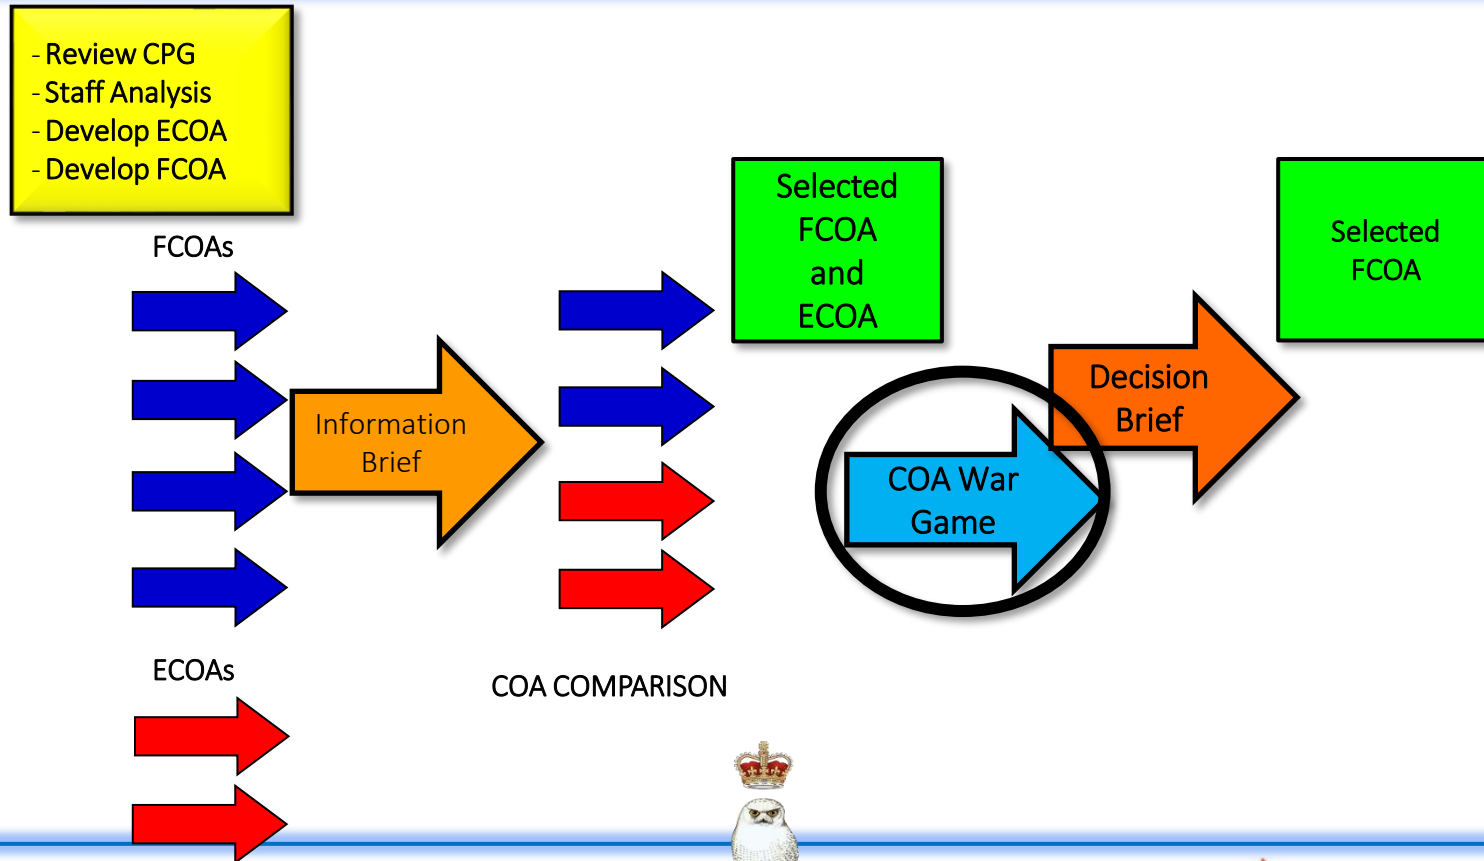 - Review CPG
- Staff Analysis
- Develop ECOA
- Develop FCOA
FCOAs
Information
Brief
ECOAs
COA COMPARISON
Selected
FCOA
and
ECOA
COA War
Game
Decision
Brief
Selected
FCOA